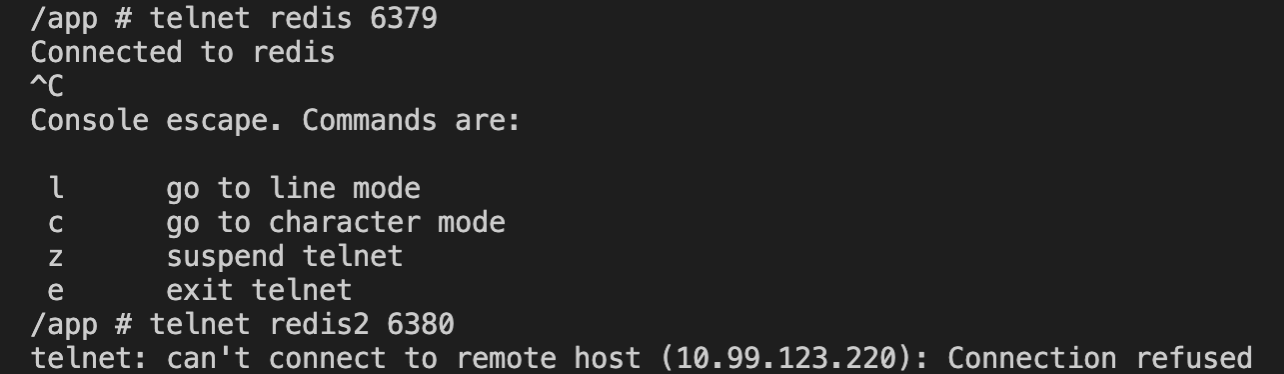 /app # telnet redis 6379
Connected to redis
^C
Console escape. Commands are:
l go to line mode
c go to character mode
z suspend telnet
e exit telnet
/app # telnet redis2 6380
telnet: can't connect to remote host (10.99.123.220): Connection refused